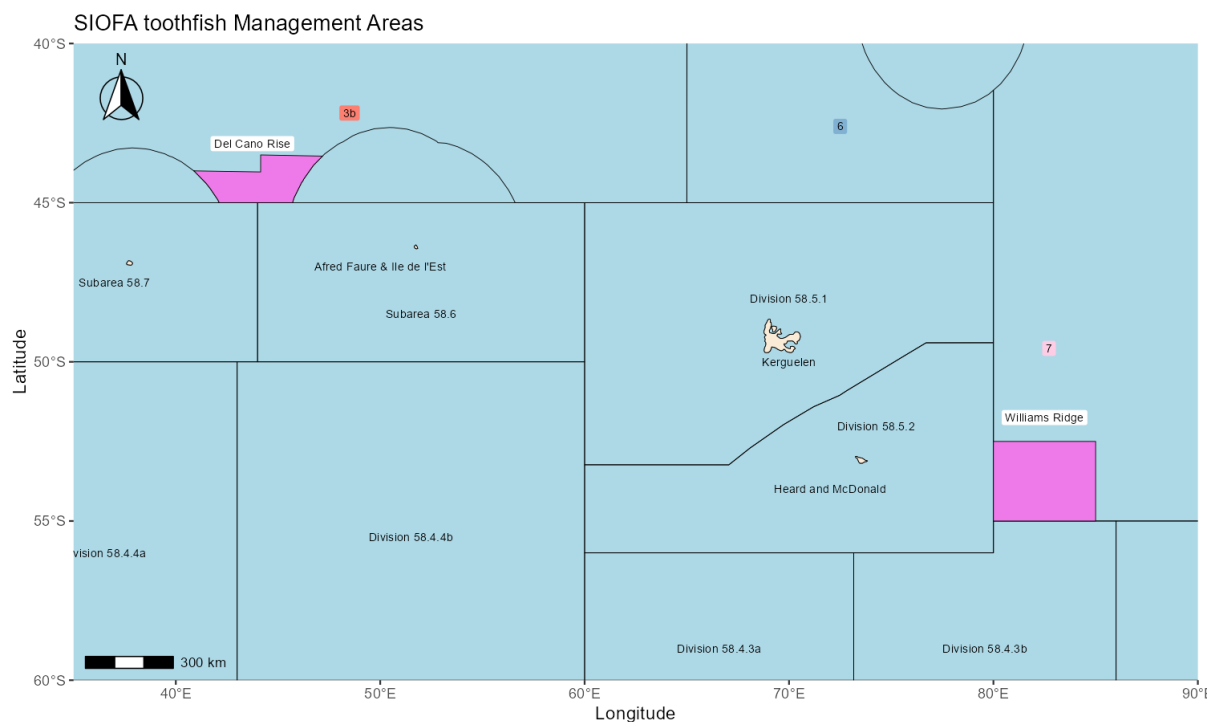 SIOFA toothfish Management Areas
40°S
N
3b
6
Del Cano Rise
45°S
Afred Faure & Ile de l'Est
Subarea 58.7
Division 58.5.1
Subarea 58.6
7
50°S
Kerguelen
Latitude
Williams Ridge
Division 58.5.2
Heard and McDonald
55°S
Division 58.4.4b
vision 58.4.4a
Division 58.4.3a
Division 58.4.3b
300 km
60°S
40°E
50°E
60°E
70°E
80°E
90°E
Longitude